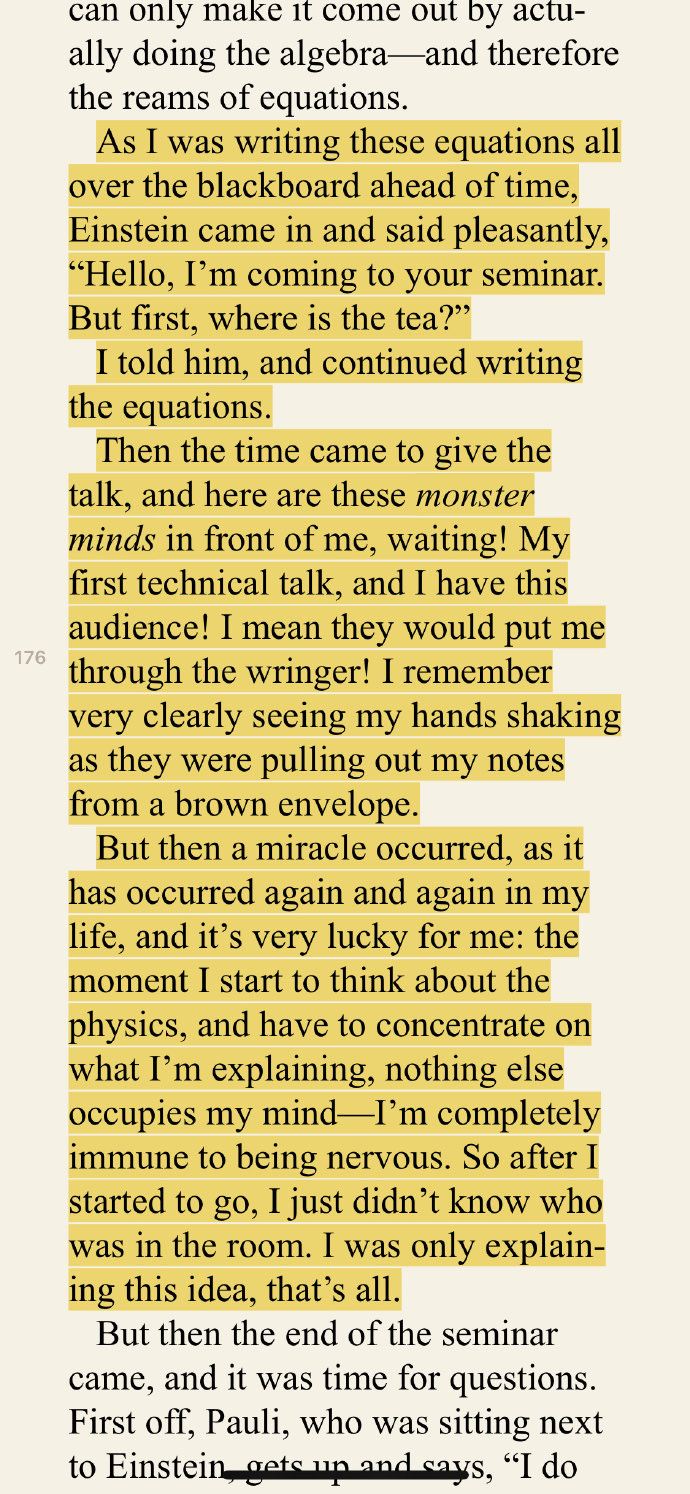 can only make it come out by actu-
ally doing the algebra—and therefore
the reams of equations.
As I was writing these equations all
over the blackboard ahead of time,
Einstein came in and said pleasantly,
“Hello, I’m coming to your seminar.
But first, where is the tea?”
I told him, and continued writing
the equations.
Then the time came to give the
talk, and here are these monster
minds in front of me, waiting! My
first technical talk, and I have this
audience! I mean they would put me
through the wringer! I remember
176
very clearly seeing my hands shaking
as they were pulling out my notes
from a brown envelope.
But then a miracle occurred, as it
has occurred again and again in my
life, and it’s very lucky for me: the
moment I start to think about the
physics, and have to concentrate on
what I’m explaining, nothing else
occupies my mind—I’m completely
immune to being nervous. So after I
started to go, I just didn’t know who
was in the room. I was only explain-
ing this idea, that’s all.
But then the end of the seminar
came, and it was time for questions.
First off, Pauli, who was sitting next
to Einstein, gets up and says, “I do